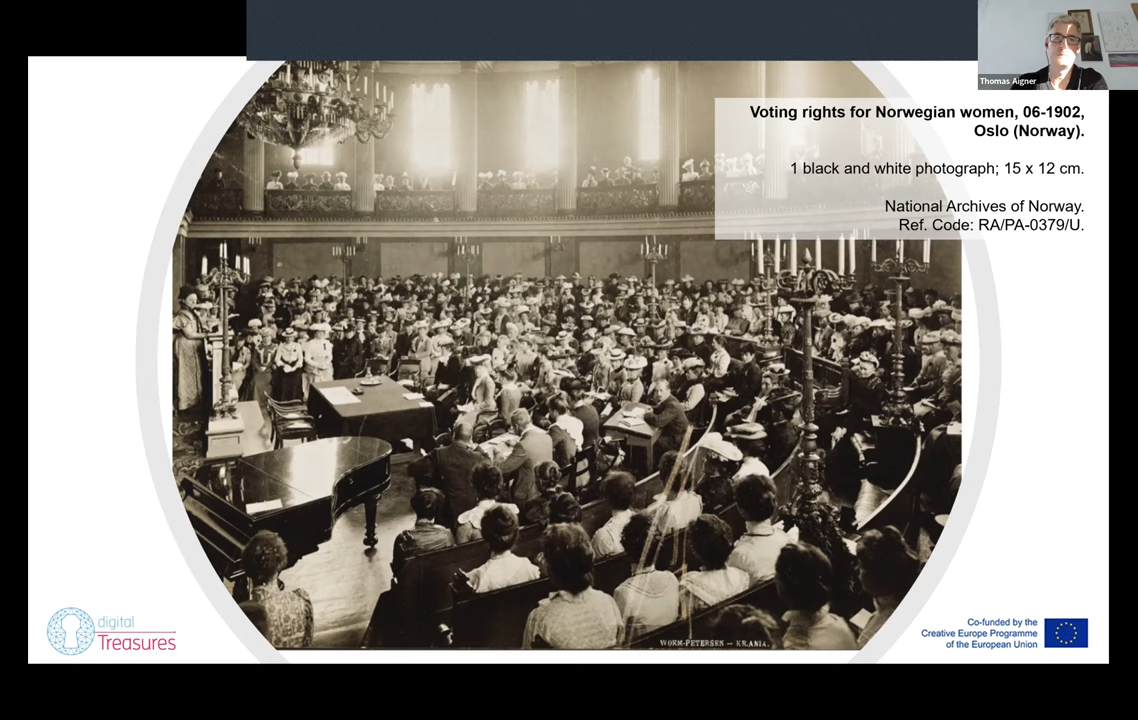 Thomas Aigner
Voting rights for Norwegian women, 06-1902,
Oslo (Norway).
1 black and white photograph; 15 x 12 cm.
National Archives of Norway.
Ref. Code: RA/PA-0379/U.
WORM-PETERSEN – KR.ANIA.
digital
Treasures
Co-funded by the
Creative Europe Programme
of the European Union